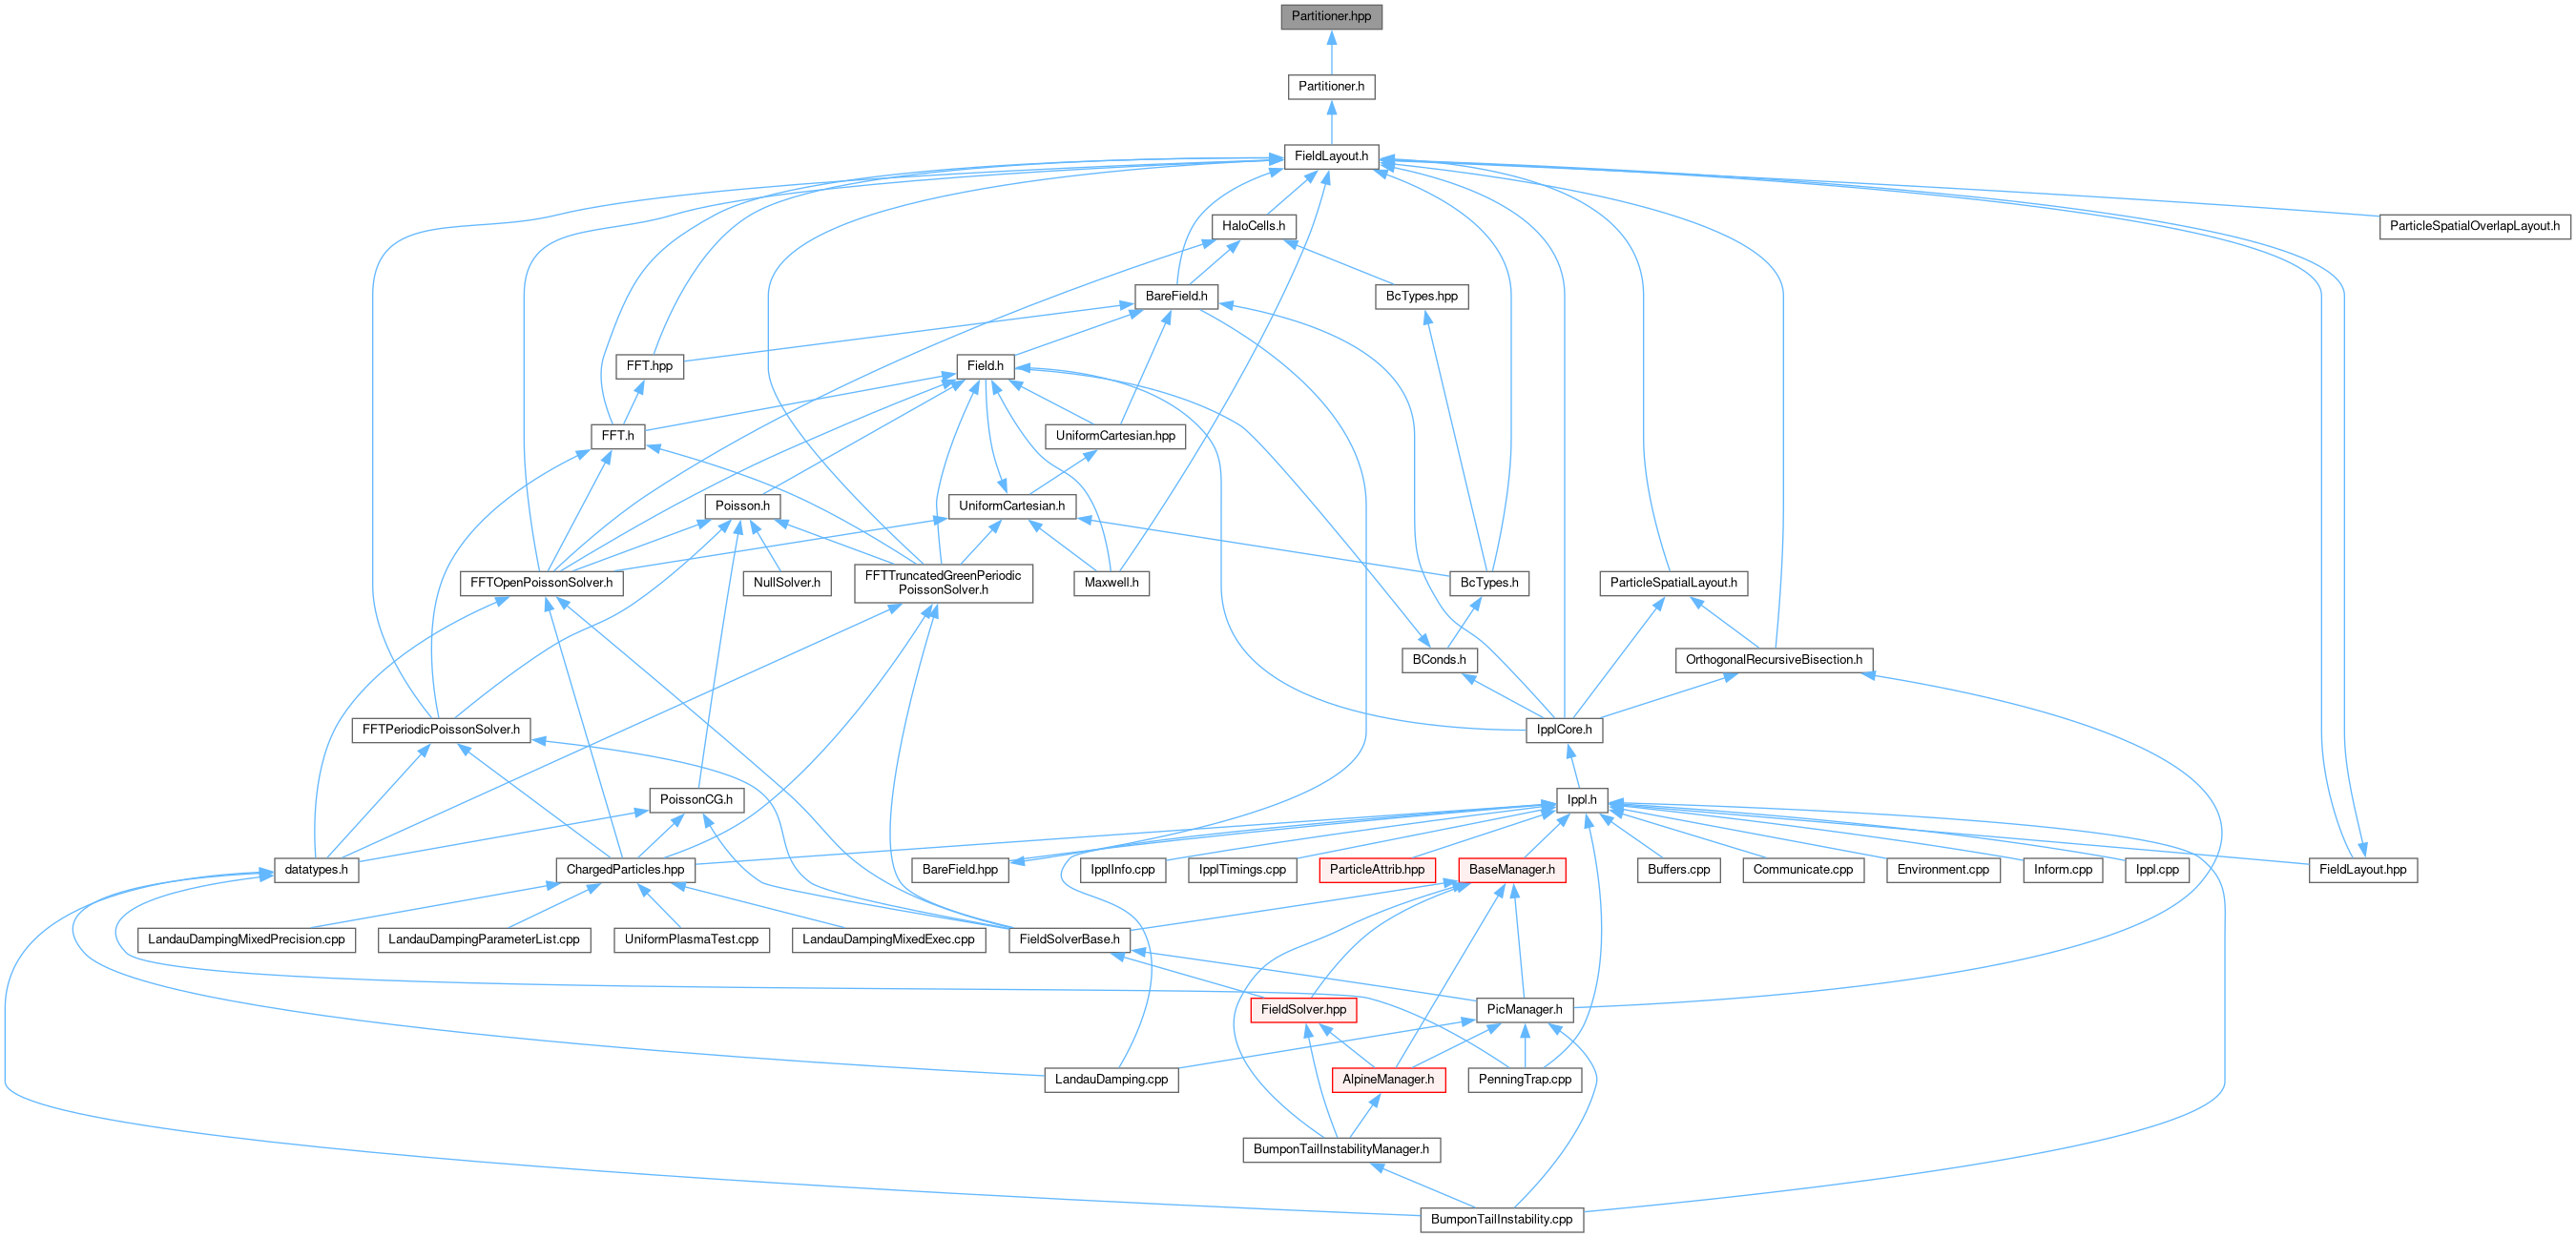 Partitioner.hpp
Partitioner.h
FieldLayout.h
HaloCells.h
ParticleSpatialOverlapLayout.h
BareField.h
BcTypes.hpp
FFT.hpp
Field.h
FFT.h
UniformCartesian.hpp
Poisson.h
UniformCartesian.h
FFTOpenPoissonSolver.h
NullSolver.h
FFTTruncatedGreenPeriodic
PoissonSolver.h
Maxwell.h
BcTypes.h
ParticleSpatialLayout.h
BConds.h
OrthogonalRecursiveBisection.h
FFTPeriodicPoissonSolver.h
IpplCore.h
PoissonCG.h
Ippl.h
datatypes.h
ChargedParticles.hpp
BareField.hpp
IpplInfo.cpp
IpplTimings.cpp
ParticleAttrib.hpp
BaseManager.h
Buffers.cpp
Communicate.cpp
Environment.cpp
Inform.cpp
Ippl.cpp
FieldLayout.hpp
LandauDampingMixedPrecision.cpp
LandauDampingParameterList.cpp
UniformPlasmaTest.cpp
LandauDampingMixedExec.cpp
FieldSolverBase.h
FieldSolver.hpp
PicManager.h
LandauDamping.cpp
AlpineManager.h
PenningTrap.cpp
BumponTailInstabilityManager.h
BumponTailInstability.cpp